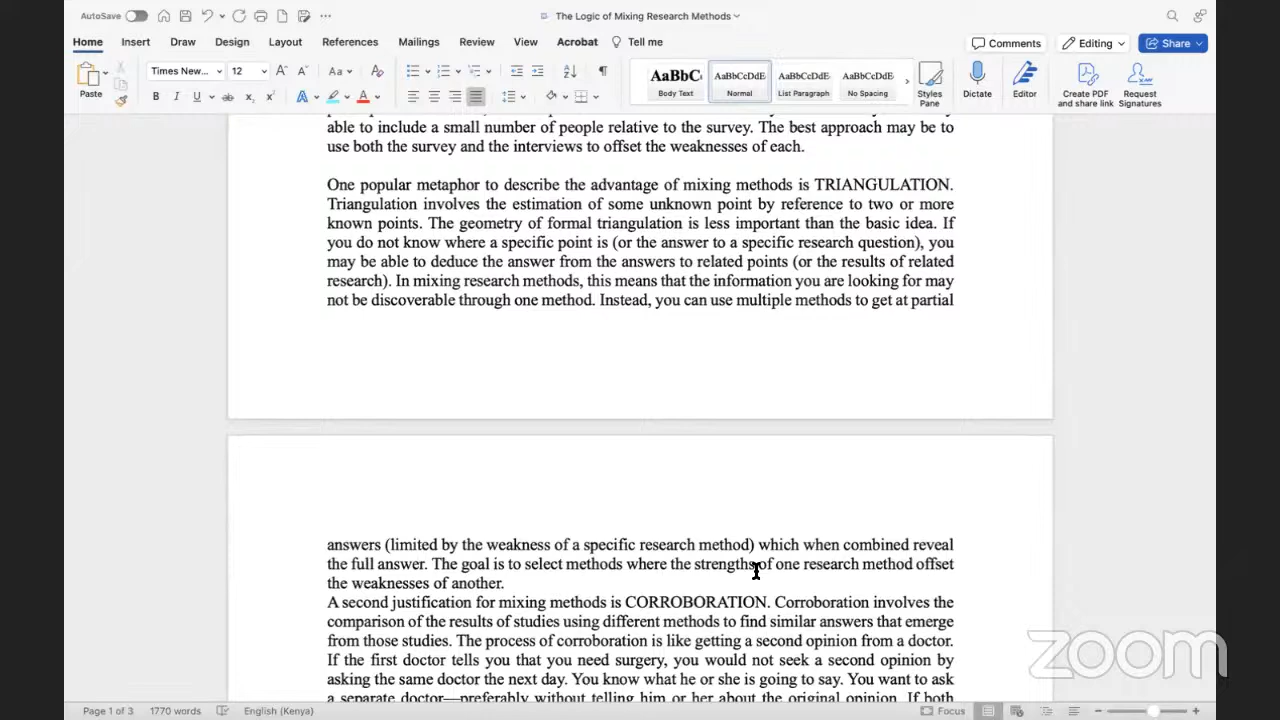 AutoSave
The Logic of Mixing Research Methods
Home Insert Draw Design Layout References Mailings Review View Acrobat Tell me
Comments Editing Share
Paste
Times New... 12
AaBbC AaBbCcDdE AaBbCcDdE AaBbCcDdE
Body Text Normal List Paragraph No Spacing
Styles Pane
Dictate
Editor
Create PDF and share link
Request Signatures
able to include a small number of people relative to the survey. The best approach may be to
use both the survey and the interviews to offset the weaknesses of each.
One popular metaphor to describe the advantage of mixing methods is TRIANGULATION.
Triangulation involves the estimation of some unknown point by reference to two or more
known points. The geometry of formal triangulation is less important than the basic idea. If
you do not know where a specific point is (or the answer to a specific research question), you
may be able to deduce the answer from the answers to related points (or the results of related
research). In mixing research methods, this means that the information you are looking for may
not be discoverable through one method. Instead, you can use multiple methods to get at partial
answers (limited by the weakness of a specific research method) which when combined reveal
the full answer. The goal is to select methods where the strengths of one research method offset
the weaknesses of another.
A second justification for mixing methods is CORROBORATION. Corroboration involves the
comparison of the results of studies using different methods to find similar answers that emerge
from those studies. The process of corroboration is like getting a second opinion from a doctor.
If the first doctor tells you that you need surgery, you would not seek a second opinion by
asking the same doctor the next day. You know what he or she is going to say. You want to ask
a separate doctor—preferably without telling him or her about the original opinion. If both
zoom
Page 1 of 3 1770 words English (Kenya) Focus